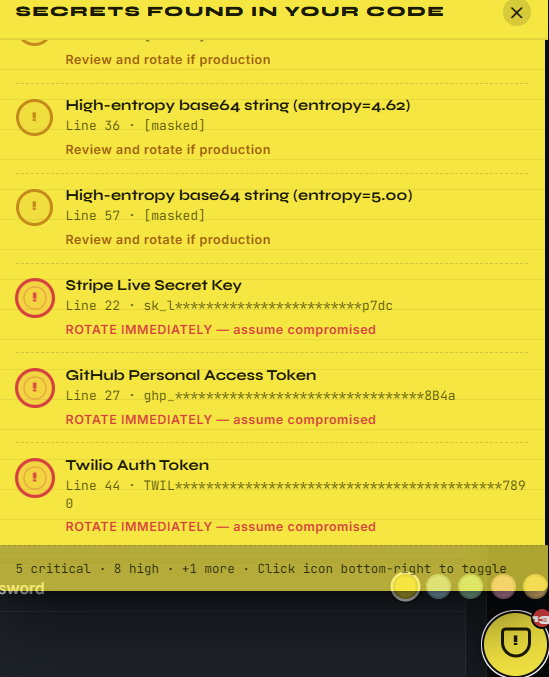 SECRETS FOUND IN YOUR CODE
Review and rotate if production
High-entropy base64 string (entropy=4.62)
Line 36 · [masked]
Review and rotate if production
High-entropy base64 string (entropy=5.00)
Line 57 · [masked]
Review and rotate if production
Stripe Live Secret Key
Line 22 · sk_l************************p7dc
ROTATE IMMEDIATELY — assume compromised
GitHub Personal Access Token
Line 27 · ghp_********************************8B4a
ROTATE IMMEDIATELY — assume compromised
Twilio Auth Token
Line 44 · TWIL******************************************789
0
ROTATE IMMEDIATELY — assume compromised
5 critical · 8 high · +1 more · Click icon bottom-right to toggle
sword
13